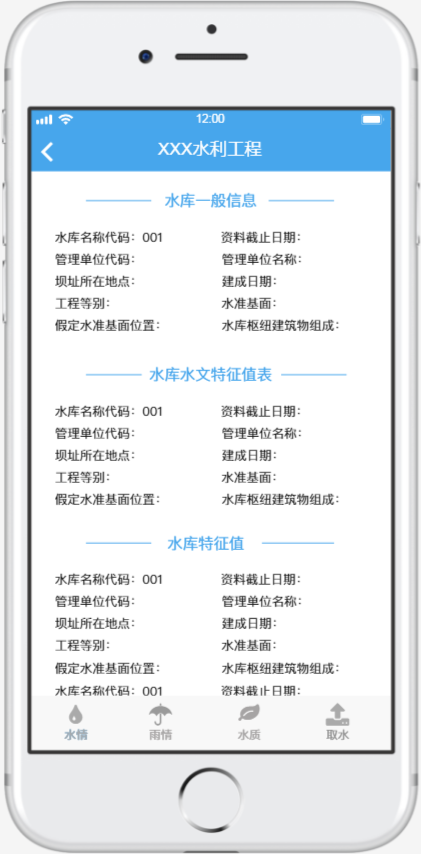 12:00
XXX水利工程
水库一般信息
水库名称代码：001 资料截止日期：
管理单位代码： 管理单位名称：
坝址所在地点： 建成日期：
工程等别： 水准基面：
假定水准基面位置： 水库枢纽建筑物组成：
水库水文特征值表
水库名称代码：001 资料截止日期：
管理单位代码： 管理单位名称：
坝址所在地点： 建成日期：
工程等别： 水准基面：
假定水准基面位置： 水库枢纽建筑物组成：
水库特征值
水库名称代码：001 资料截止日期：
管理单位代码： 管理单位名称：
坝址所在地点： 建成日期：
工程等别： 水准基面：
假定水准基面位置： 水库枢纽建筑物组成：
水库名称代码：001 资料截止日期：
水情 雨情 水质 取水